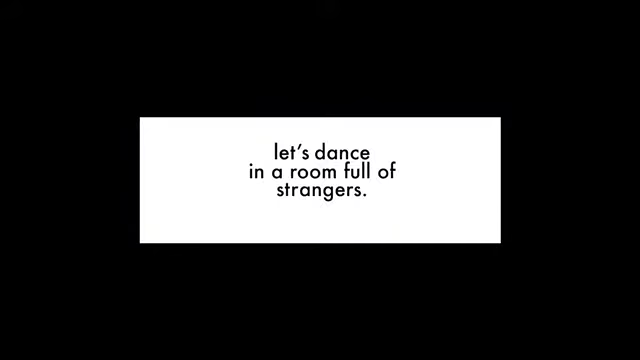 let's dance
in a room full of
strangers.